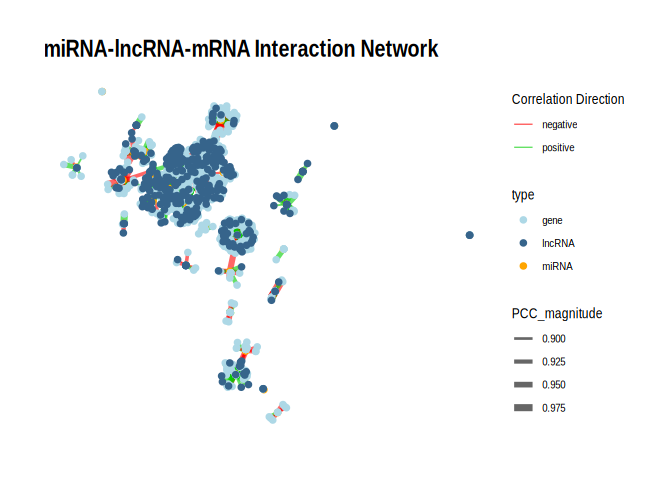 miRNA-lncRNA-mRNA Interaction Network
Correlation Direction
negative
positive
type
gene
lncRNA
miRNA
PCC_magnitude
0.900
0.925
0.950
0.975